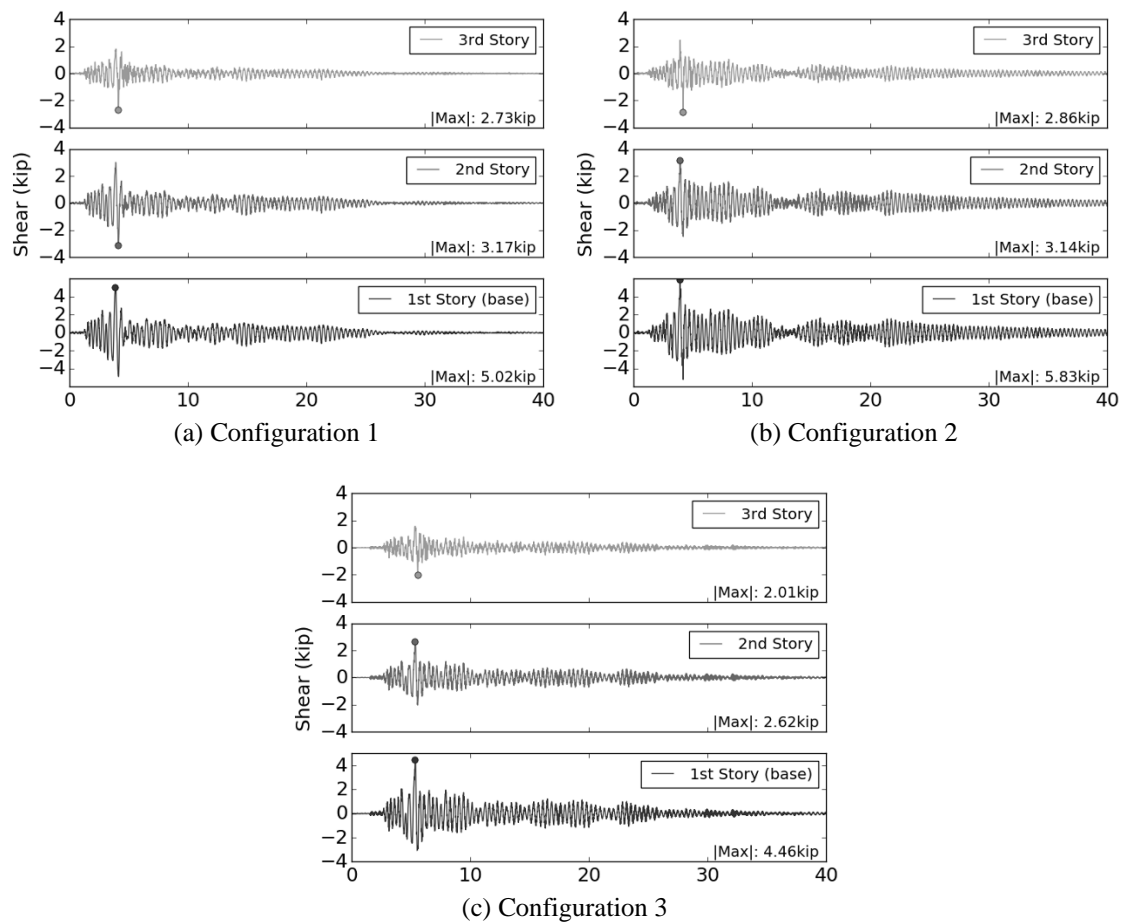 4
2
0
−2
−4
3rd Story
|Max|: 2.73kip
4
2
0
−2
−4
Shear (kip)
2nd Story
|Max|: 3.17kip
4
2
0
−2
−4
1st Story (base)
|Max|: 5.02kip
0 10 20 30 40
(a) Configuration 1
4
2
0
−2
−4
3rd Story
|Max|: 2.86kip
4
2
0
−2
−4
Shear (kip)
2nd Story
|Max|: 3.14kip
4
2
0
−2
−4
1st Story (base)
|Max|: 5.83kip
0 10 20 30 40
(b) Configuration 2
4
2
0
−2
−4
3rd Story
|Max|: 2.01kip
4
2
0
−2
−4
Shear (kip)
2nd Story
|Max|: 2.62kip
4
2
0
−2
−4
1st Story (base)
|Max|: 4.46kip
0 10 20 30 40
(c) Configuration 3